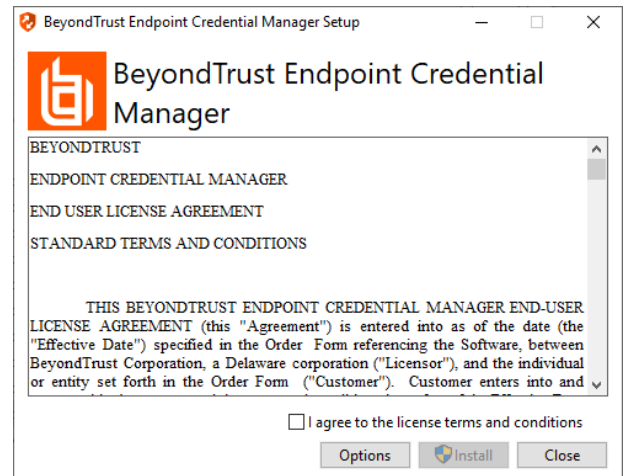 BeyondTrust Endpoint Credential Manager Setup
BeyondTrust Endpoint Credential
Manager
BEYONDTRUST
ENDPOINT CREDENTIAL MANAGER
END USER LICENSE AGREEMENT
STANDARD TERMS AND CONDITIONS
THIS BEYONDTRUST ENDPOINT CREDENTIAL MANAGER END-USER
LICENSE AGREEMENT (this "Agreement") is entered into as of the date (the
"Effective Date") specified in the Order Form referencing the Software, between
BeyondTrust Corporation, a Delaware corporation ("Licensor"), and the individual
or entity set forth in the Order Form ("Customer"). Customer enters into and
I agree to the license terms and conditions
Options
Install
Close